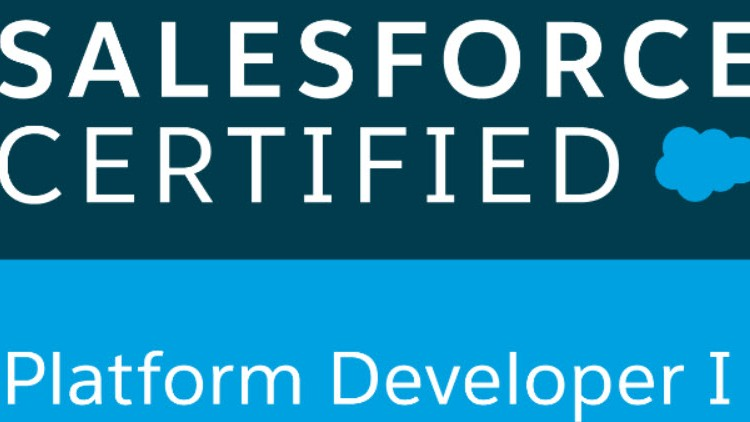 SALESFORCE
CERTIFIED
Platform Developer I